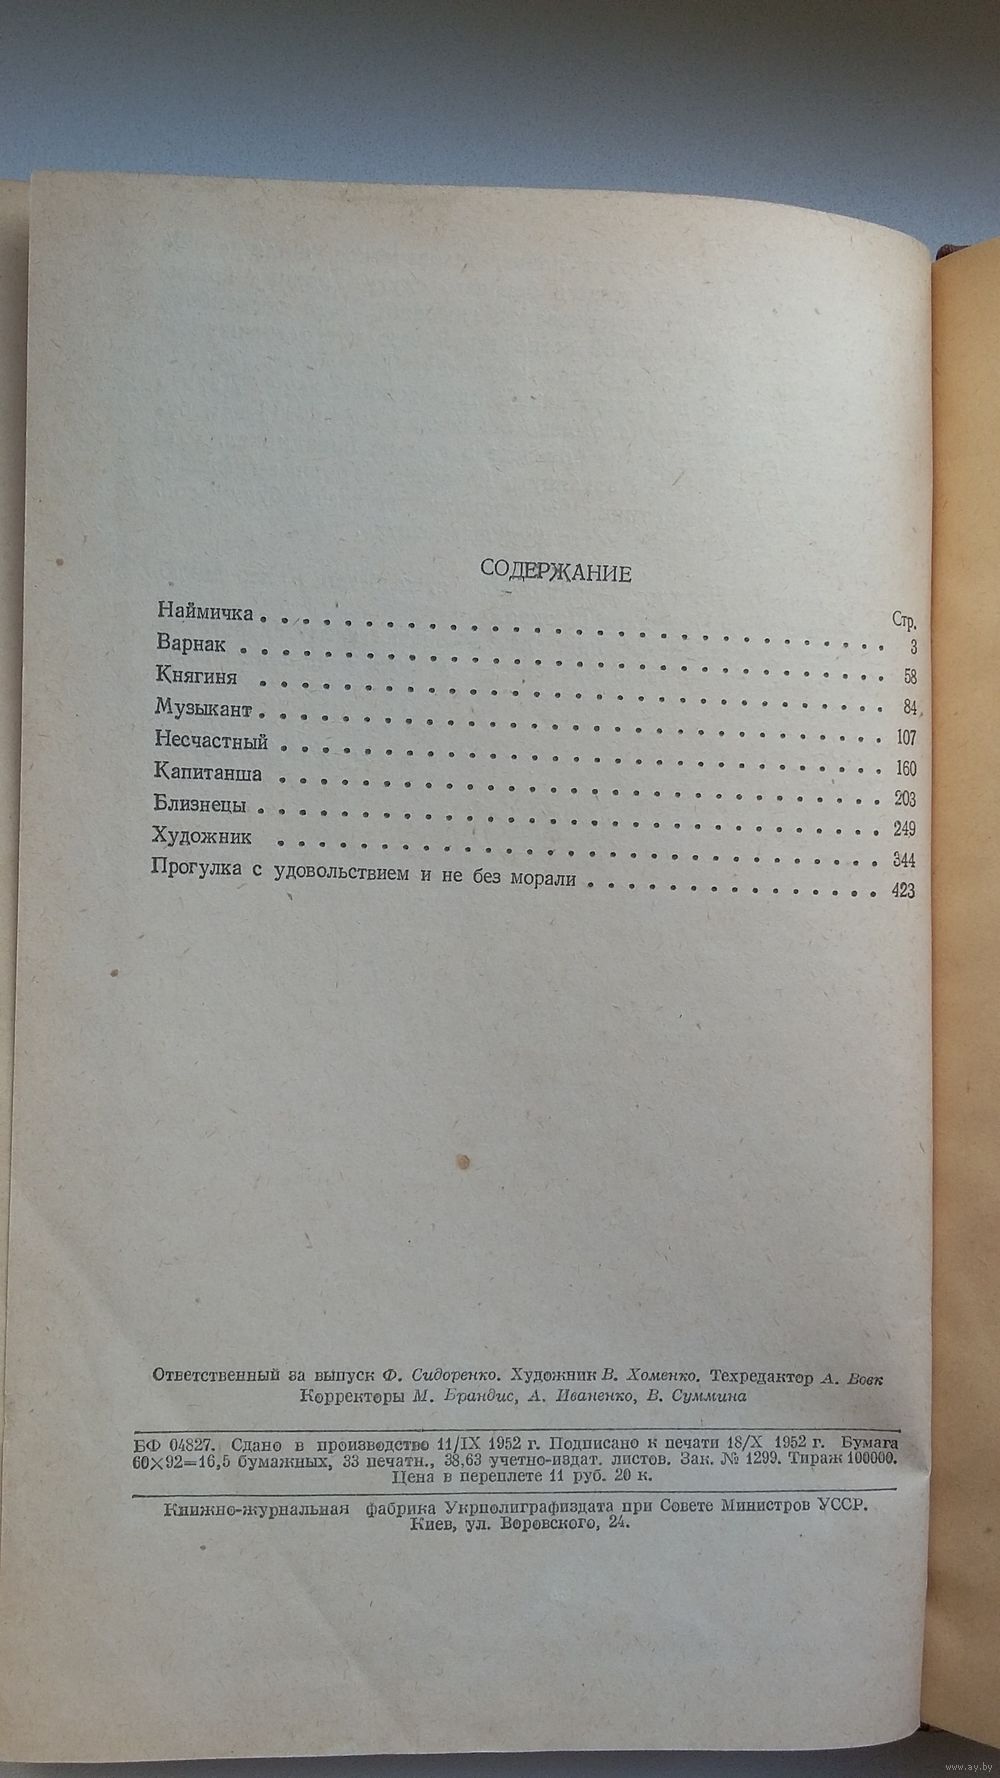 СОДЕРЖАНИЕ
Стр.
Наймичка . . . . . . . . . . . . . . . . . . . . . . . . . . . . . . 3
Варнак . . . . . . . . . . . . . . . . . . . . . . . . . . . . . . . 58
Княгиня . . . . . . . . . . . . . . . . . . . . . . . . . . . . . . 84
Музыкант . . . . . . . . . . . . . . . . . . . . . . . . . . . . . . 107
Несчастный . . . . . . . . . . . . . . . . . . . . . . . . . . . . . 160
Капитанша . . . . . . . . . . . . . . . . . . . . . . . . . . . . . 203
Близнецы . . . . . . . . . . . . . . . . . . . . . . . . . . . . . . 249
Художник . . . . . . . . . . . . . . . . . . . . . . . . . . . . . 344
Прогулка с удовольствием и не без морали . . . . . . . . . . . . . . 423
Ответственный за выпуск Ф. Сидоренко. Художник В. Хоменко. Техредактор А. Вовк
Корректоры М. Брандис, А. Иваненко, В. Суммина
БФ 04827. Сдано в производство 11/IX 1952 г. Подписано к печати 18/X 1952 г. Бумага
60×92=16,5 бумажных, 33 печатн., 38,63 учетно-издат. листов. Зак. № 1299. Тираж 100000.
Цена в переплете 11 руб. 20 к.
Книжно-журнальная фабрика Укрполиграфиздата при Совете Министров УССР.
Киев, ул. Воровского, 24.
www.ay.by